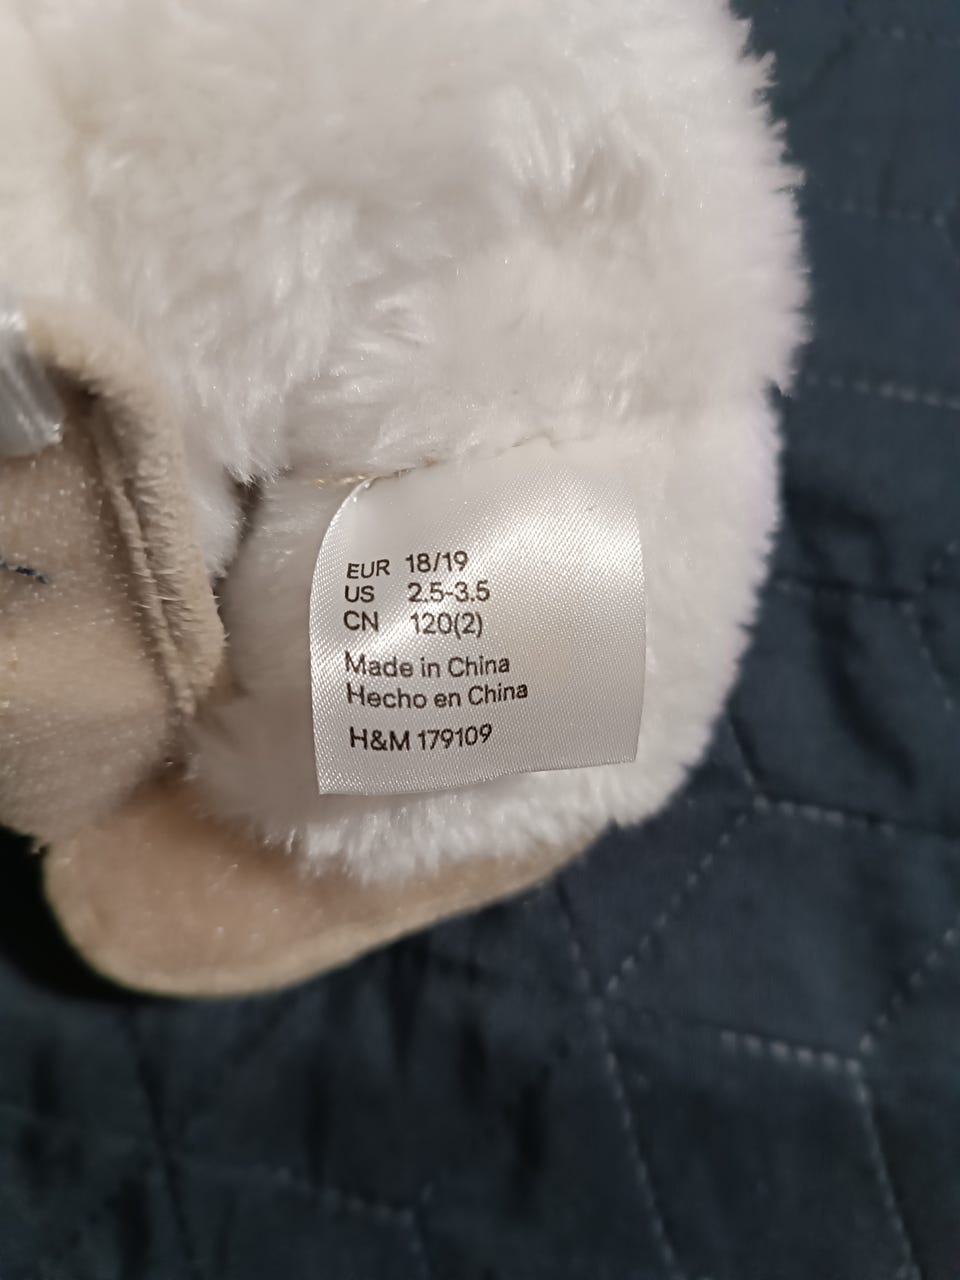 EUR 18/19
US 2.5-3.5
CN 120(2)
Made in China
Hecho en China
H&M 179109